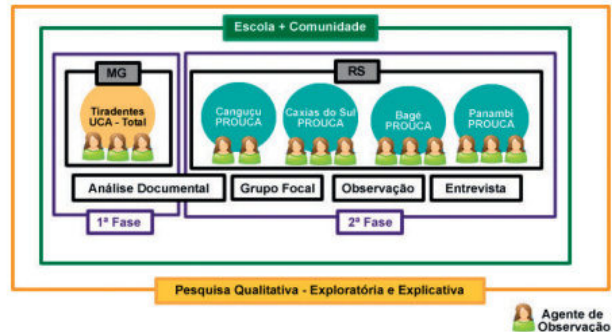 Escola + Comunidade
MG
RS
Tiradentes
UCA - Total
Canguçu
PROUCA
Caxias do Sul
PROUCA
Bagé
PROUCA
Panambi
PROUCA
Análise Documental
Grupo Focal
Observação
Entrevista
1ª Fase
2ª Fase
Pesquisa Qualitativa - Exploratória e Explicativa
Agente de
Observação